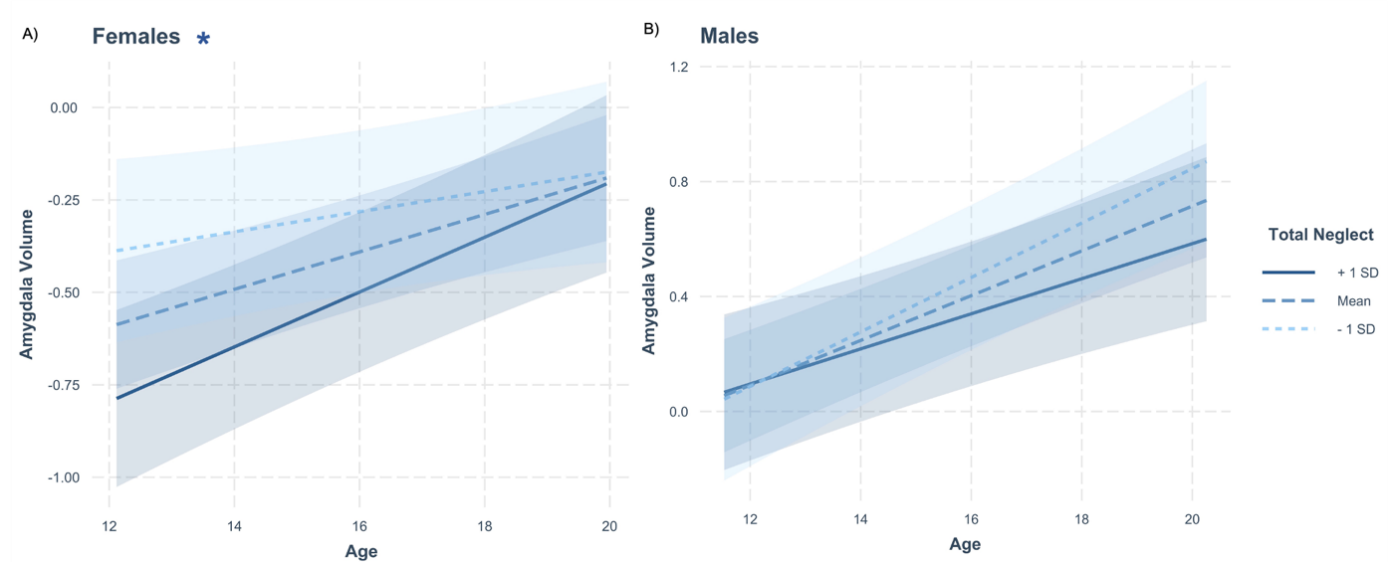 A) Females *
Amygdala Volume
0.00
-0.25
-0.50
-0.75
-1.00
12 14 16 18 20
Age
B) Males
Amygdala Volume
1.2
0.8
0.4
0.0
12 14 16 18 20
Age
Total Neglect
+ 1 SD
Mean
- 1 SD